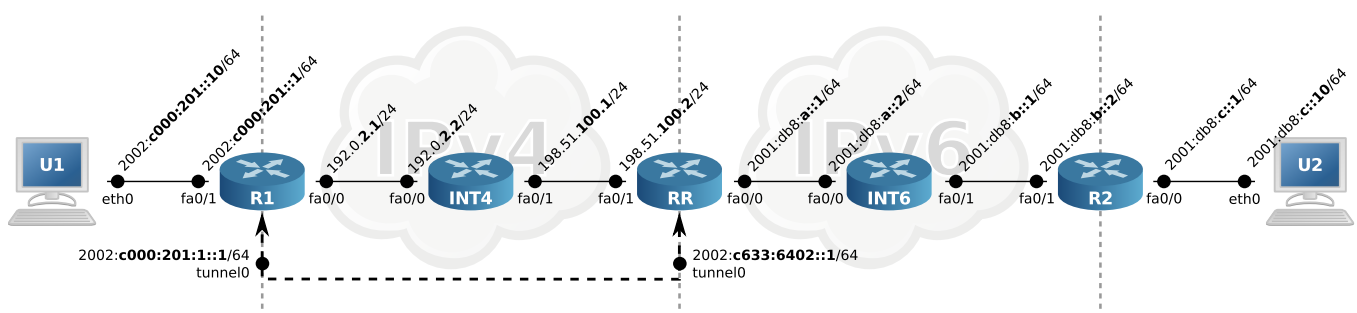 2002:c000:201::10/64
2002:c000:201::1/64
192.0.2.1/24
192.0.2.2/24
198.51.100.1/24
198.51.100.2/24
2001:db8:a::1/64
2001:db8:a::2/64
2001:db8:b::1/64
2001:db8:b::2/64
2001:db8:c::1/64
2001:db8:c::10/64
IPv4
IPv6
U1
U2
eth0
fa0/1
R1
fa0/0
fa0/0
INT4
fa0/1
fa0/1
RR
fa0/0
fa0/0
INT6
fa0/1
fa0/1
R2
fa0/0
eth0
2002:c000:201:1::1/64
tunnel0
2002:c633:6402::1/64
tunnel0